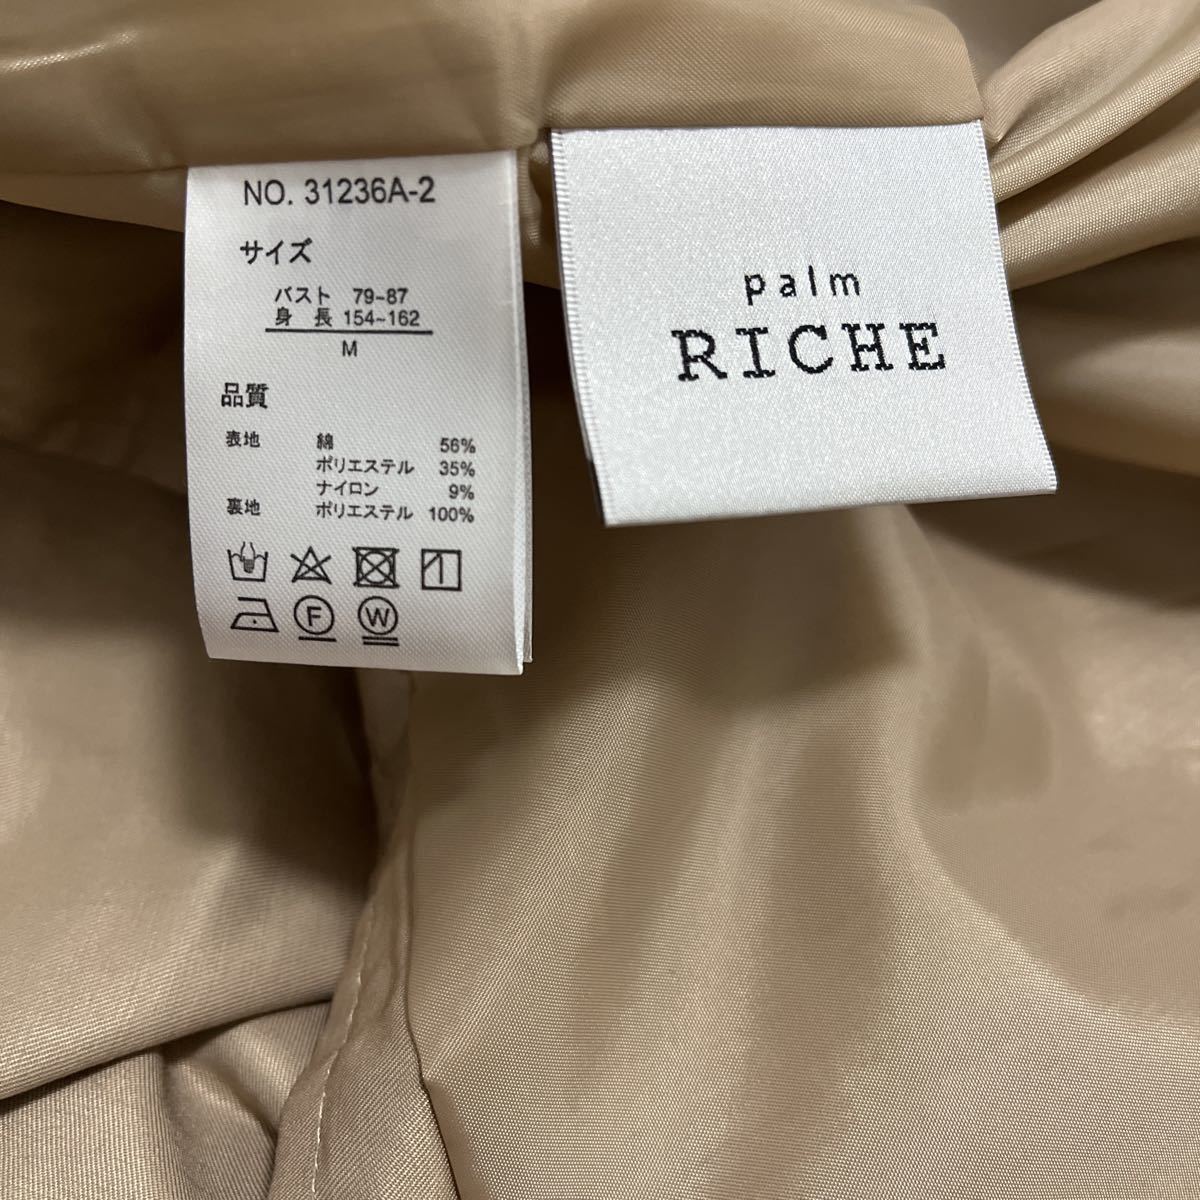 NO. 31236A-2
サイズ
バスト 79~87
身 長 154~162
M
品質
表地 綿 56%
ポリエステル 35%
ナイロン 9%
裏地 ポリエステル 100%
F W
palm
RICHE